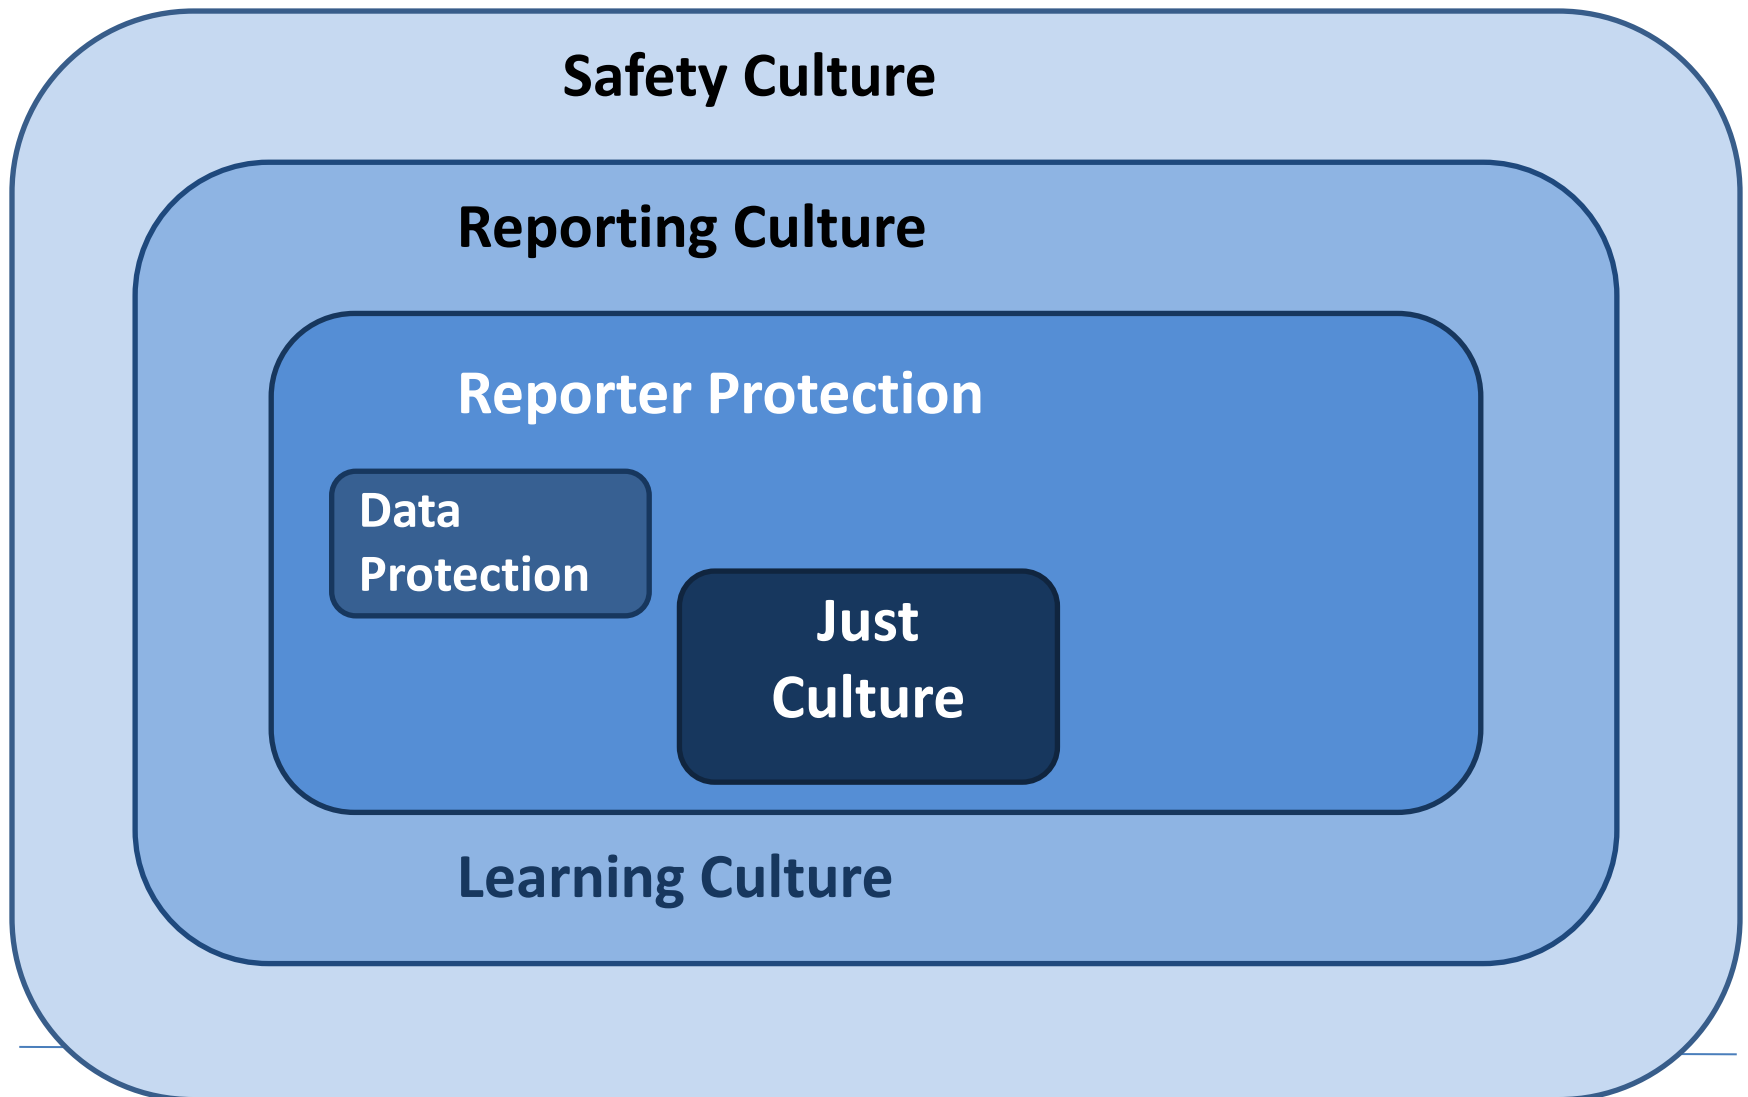 Safety Culture
Reporting Culture
Reporter Protection
Data
Protection
Just
Culture
Learning Culture